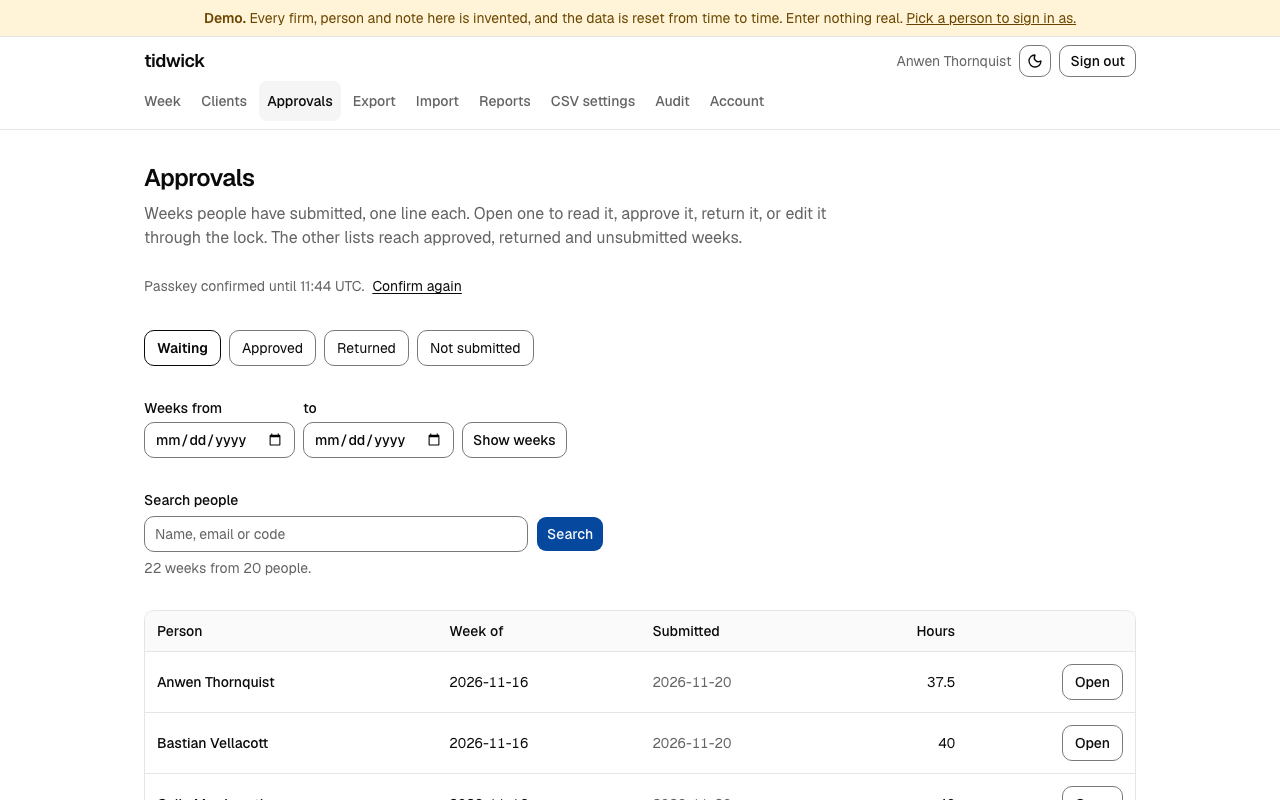 Demo. Every firm, person and note here is invented, and the data is reset from time to time. Enter nothing real. Pick a person to sign in as.
tidwick
Anwen Thornquist
Sign out
Week Clients Approvals Export Import Reports CSV settings Audit Account
Approvals
Weeks people have submitted, one line each. Open one to read it, approve it, return it, or edit it
through the lock. The other lists reach approved, returned and unsubmitted weeks.
Passkey confirmed until 11:44 UTC. Confirm again
Waiting Approved Returned Not submitted
Weeks from to
mm/dd/yyyy mm/dd/yyyy Show weeks
Search people
Name, email or code Search
22 weeks from 20 people.
Person Week of Submitted Hours
Anwen Thornquist 2026-11-16 2026-11-20 37.5 Open
Bastian Vellacott 2026-11-16 2026-11-20 40 Open